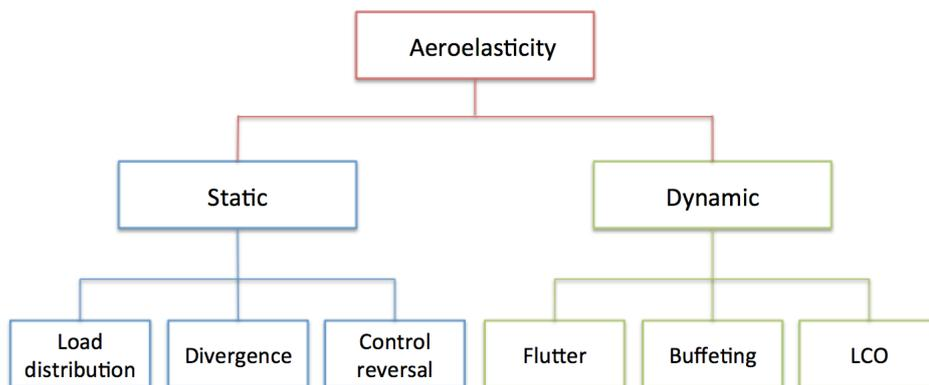 Aeroelasticity
Static
Dynamic
Load
distribution
Divergence
Control
reversal
Flutter
Buffeting
LCO